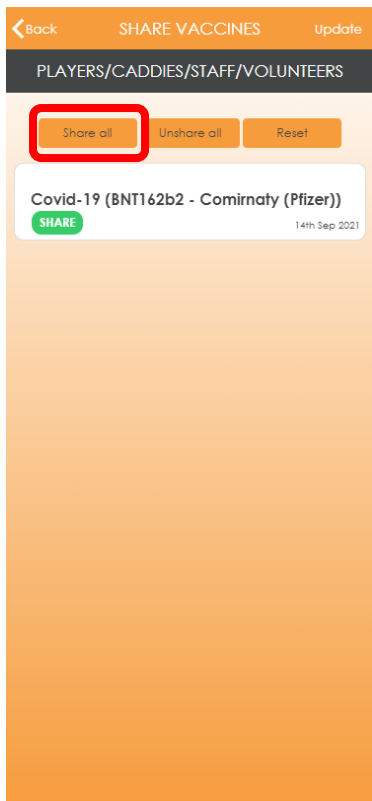 Back SHARE VACCINES Update
PLAYERS/CADDIES/STAFF/VOLUNTEERS
Share all Unshare all Reset
Covid-19 (BNT162b2 - Comirnaty (Pfizer))
SHARE 14th Sep 2021